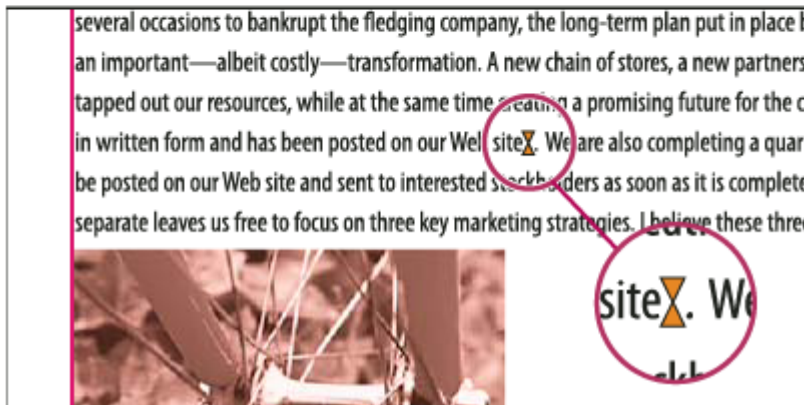 several occasions to bankrupt the fledging company, the long-term plan put in place b
an important—albeit costly—transformation. A new chain of stores, a new partners
tapped out our resources, while at the same time creating a promising future for the c
in written form and has been posted on our Web site. We are also completing a quar
be posted on our Web site and sent to interested stockholders as soon as it is complete
separate leaves us free to focus on three key marketing strategies. I believe these three
site. We